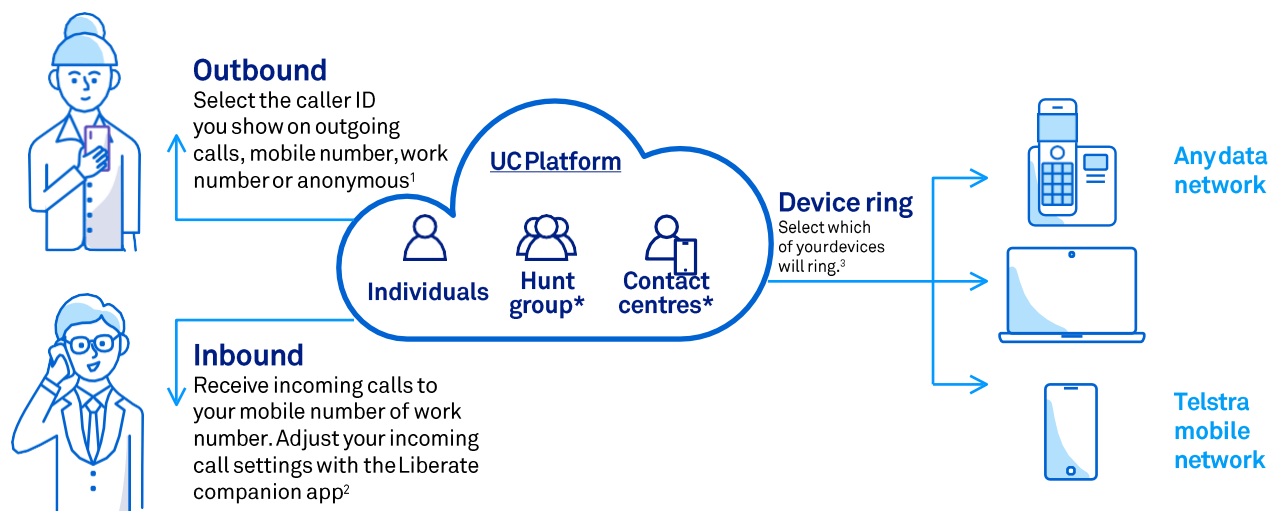 Outbound
Select the caller ID
you show on outgoing
calls, mobile number, work
number or anonymous¹
UC Platform
Individuals
Hunt
group*
Contact
centres*
Device ring
Select which
of yourdevices
will ring.³
Any data
network
Inbound
Receive incoming calls to
your mobile number of work
number. Adjust your incoming
call settings with the Liberate
companion app²
Telstra
mobile
network